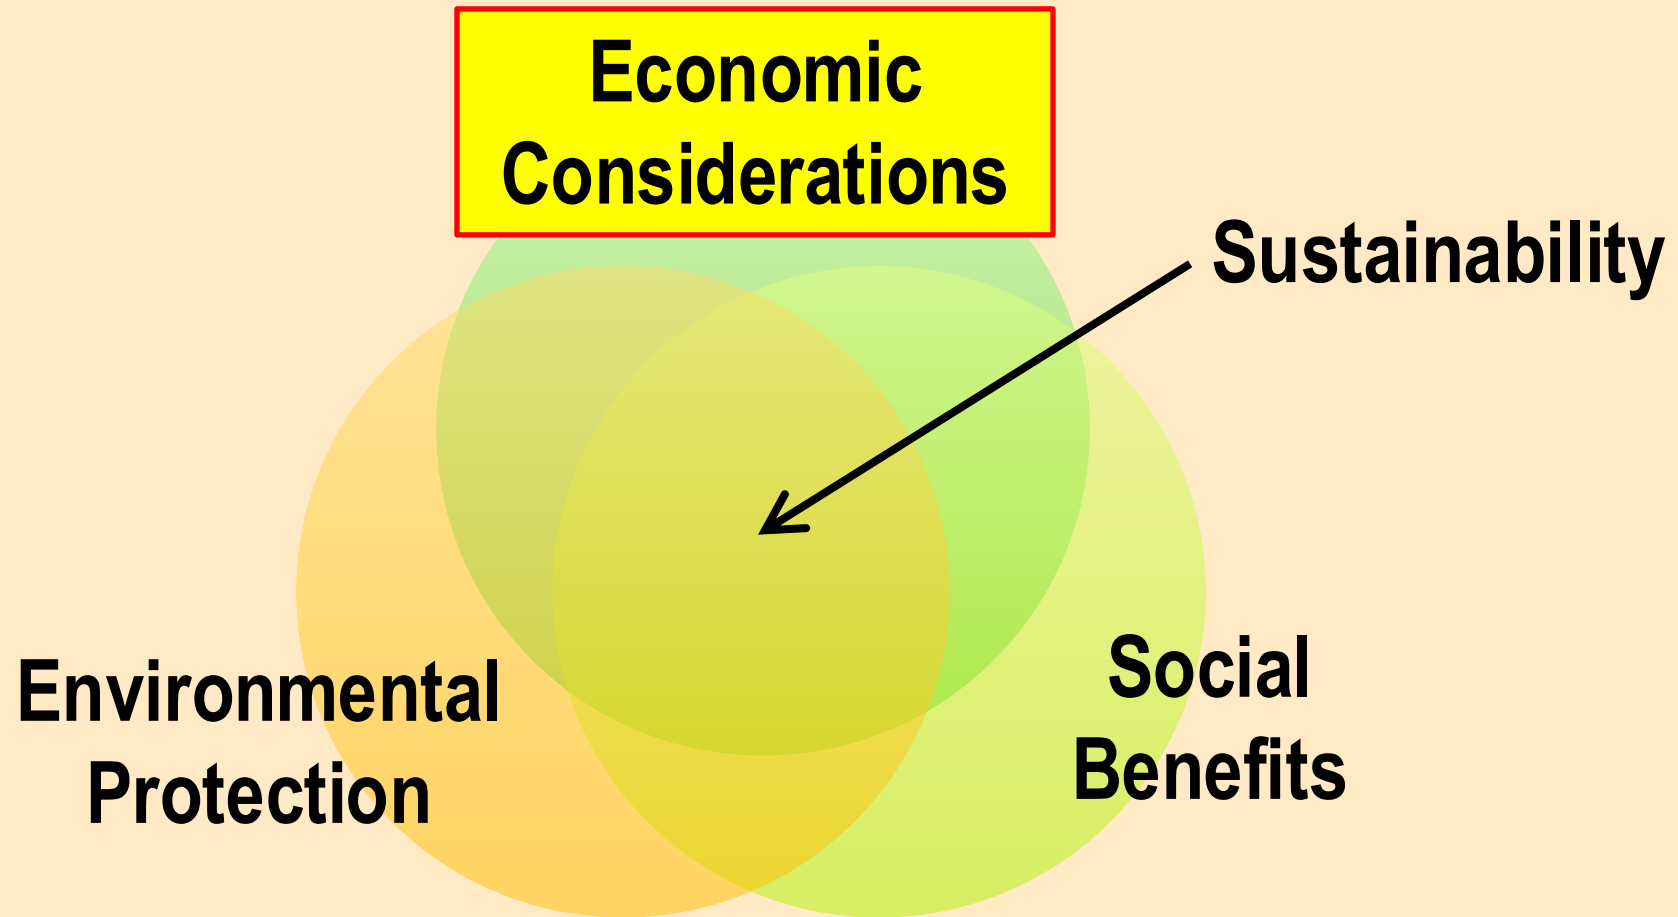 Economic
Considerations
Sustainability
Environmental
Protection
Social
Benefits